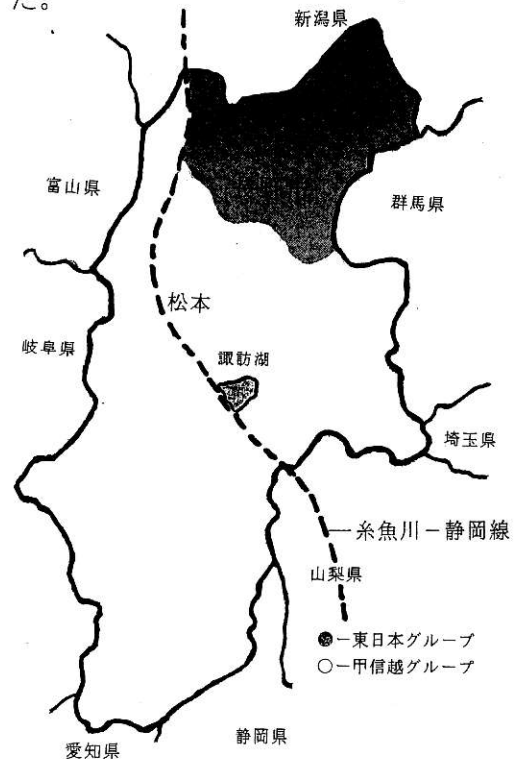 た。
新潟県
富山県
群馬県
松本
岐阜県
諏訪湖
埼玉県
糸魚川－静岡線
山梨県
●－東日本グループ
○－甲信越グループ
静岡県
愛知県